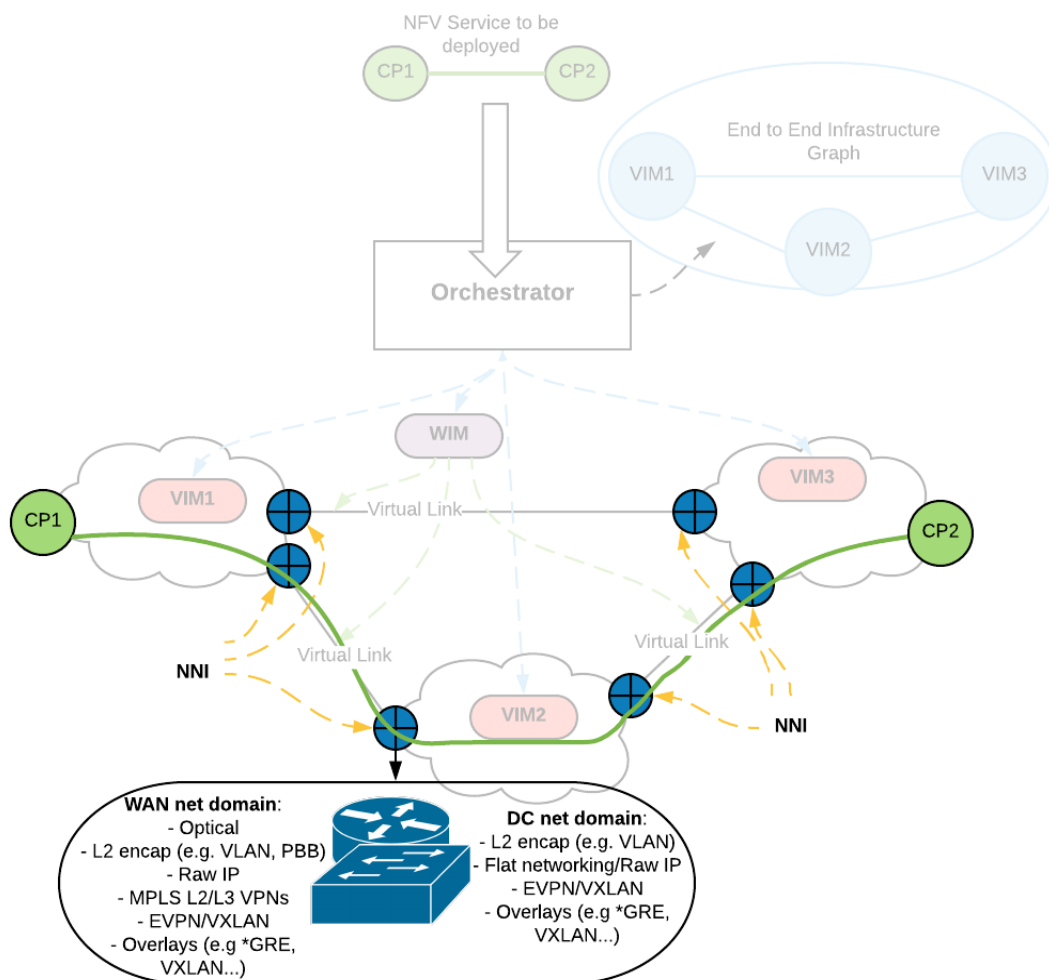 NFV Service to be
deployed
CP1
CP2
End to End Infrastructure
Graph
VIM1
VIM3
VIM2
Orchestrator
WIM
VIM1
VIM3
CP1
Virtual Link
CP2
Virtual Link
Virtual Link
NNI
VIM2
NNI
WAN net domain:
- Optical
- L2 encap (e.g. VLAN, PBB)
- Raw IP
- MPLS L2/L3 VPNs
- EVPN/VXLAN
- Overlays (e.g *GRE,
VXLAN...)
DC net domain:
- L2 encap (e.g. VLAN)
- Flat networking/Raw IP
- EVPN/VXLAN
- Overlays (e.g *GRE,
VXLAN...)